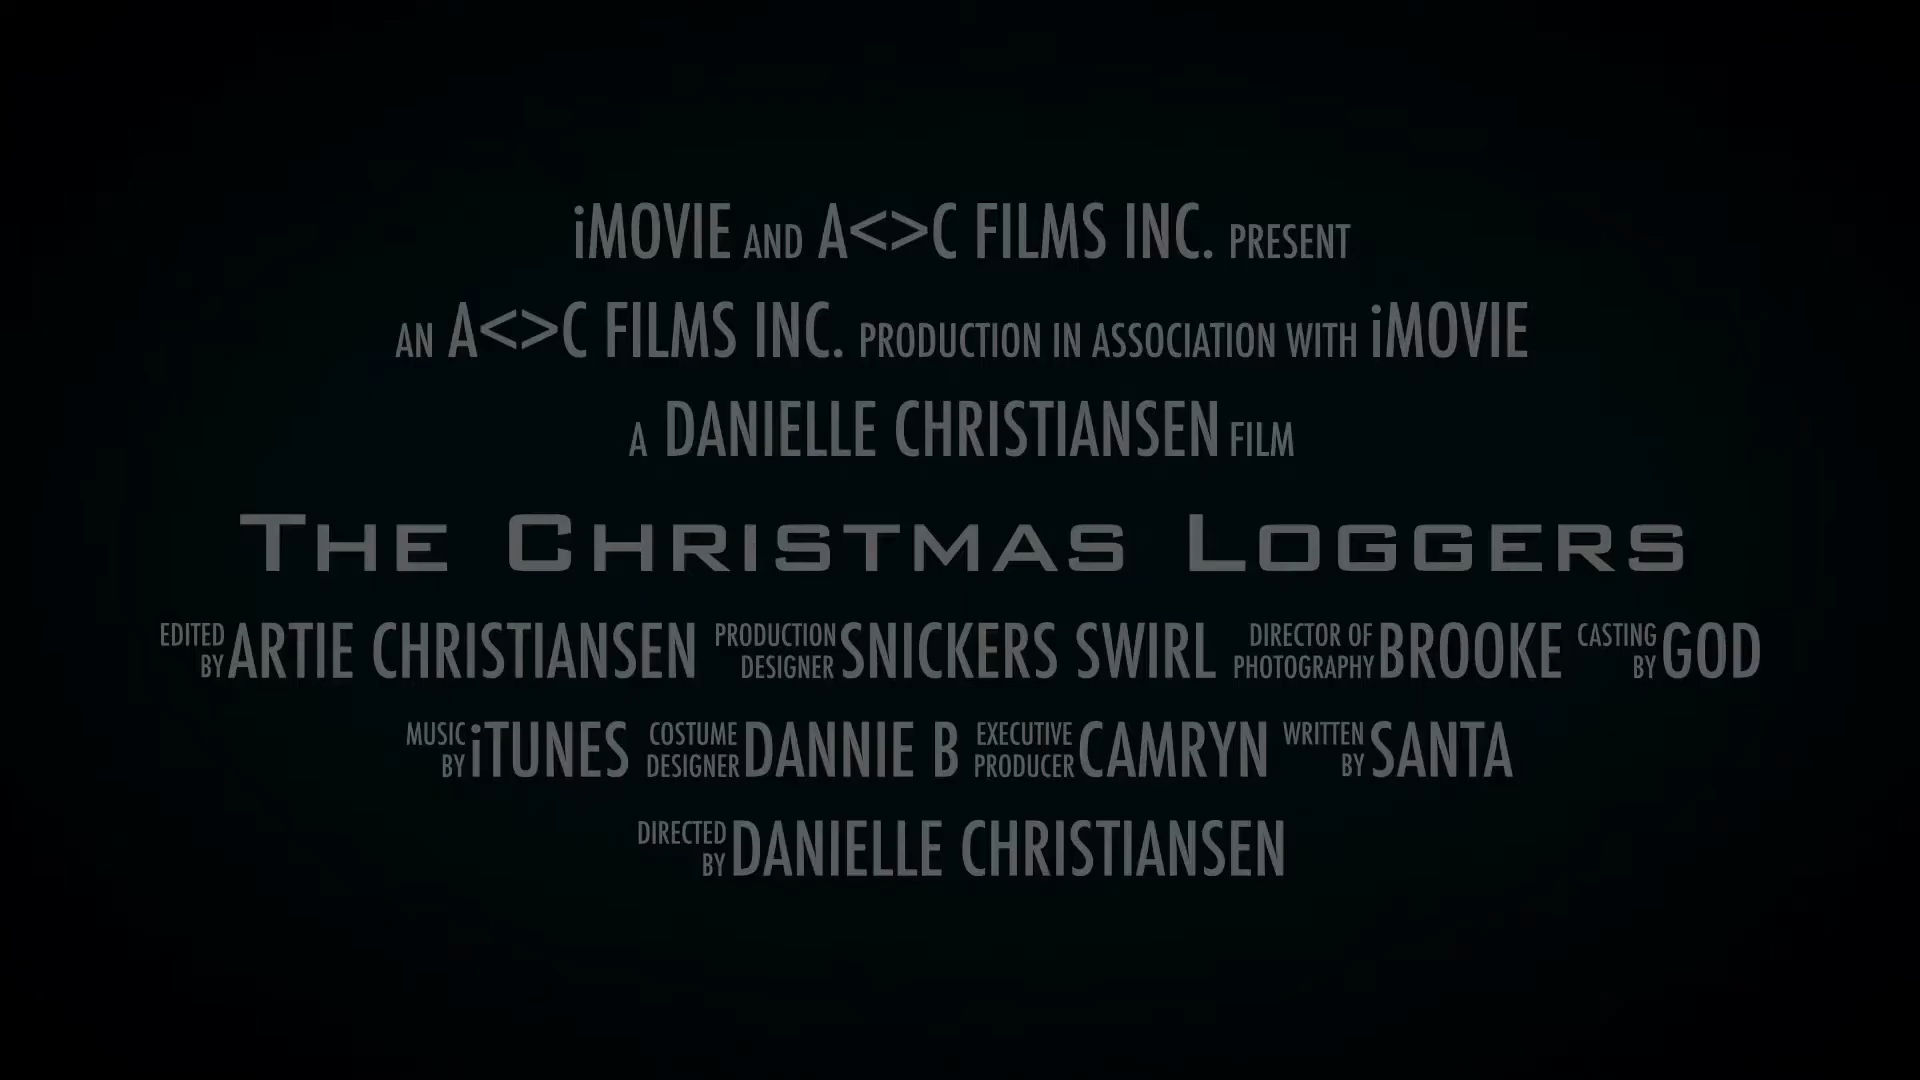 iMOVIE AND A<>C FILMS INC. PRESENT
AN A<>C FILMS INC. PRODUCTION IN ASSOCIATION WITH iMOVIE
A DANIELLE CHRISTIANSEN FILM
THE CHRISTMAS LOGGERS
EDITED BY ARTIE CHRISTIANSEN PRODUCTION DESIGNER SNICKERS SWIRL DIRECTOR OF PHOTOGRAPHY BROOKE CASTING BY GOD
MUSIC BY iTUNES COSTUME DESIGNER DANNIE B EXECUTIVE PRODUCER CAMRYN WRITTEN BY SANTA
DIRECTED BY DANIELLE CHRISTIANSEN